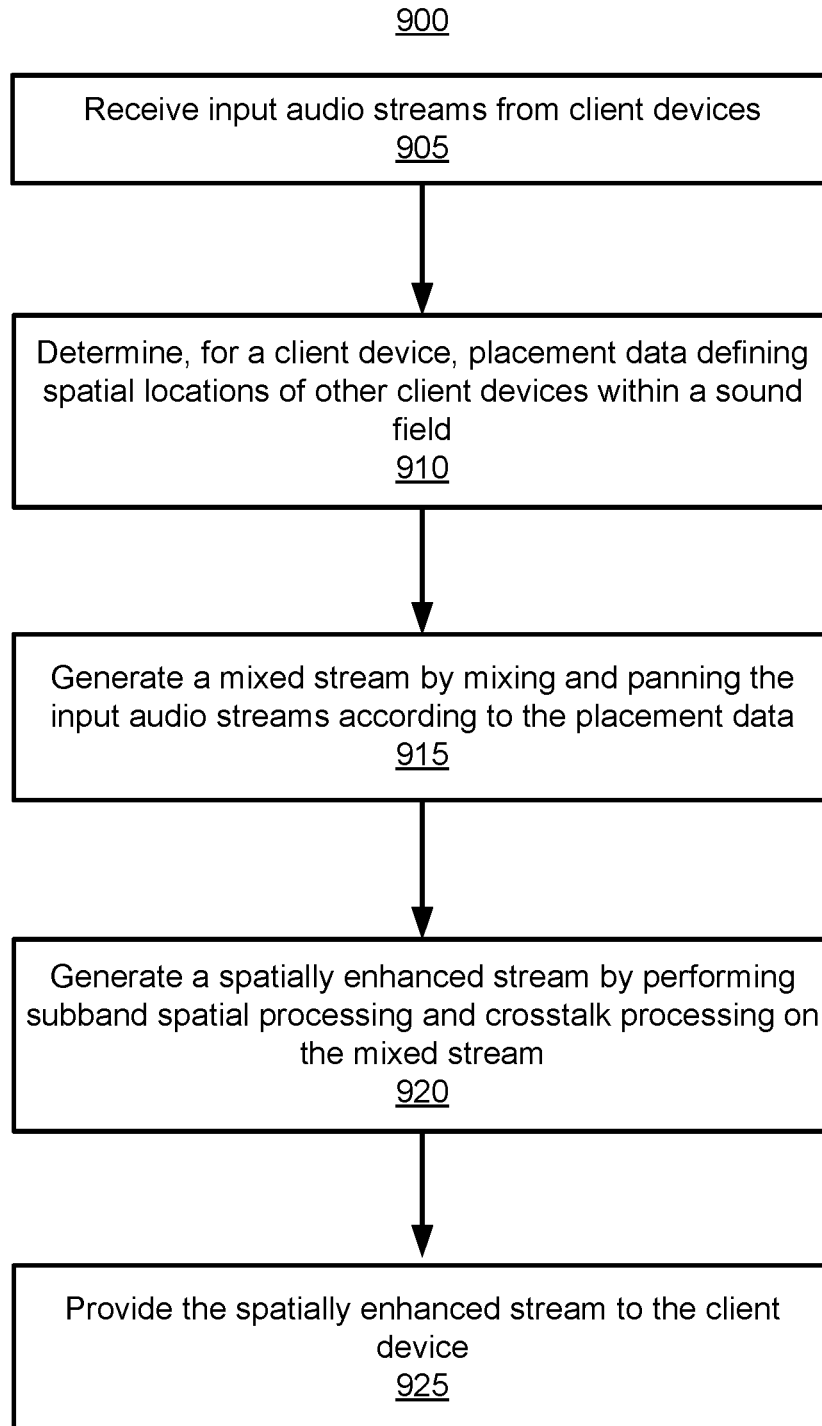 900
Receive input audio streams from client devices
905
Determine, for a client device, placement data defining
spatial locations of other client devices within a sound
field
910
Generate a mixed stream by mixing and panning the
input audio streams according to the placement data
915
Generate a spatially enhanced stream by performing
subband spatial processing and crosstalk processing on
the mixed stream
920
Provide the spatially enhanced stream to the client
device
925